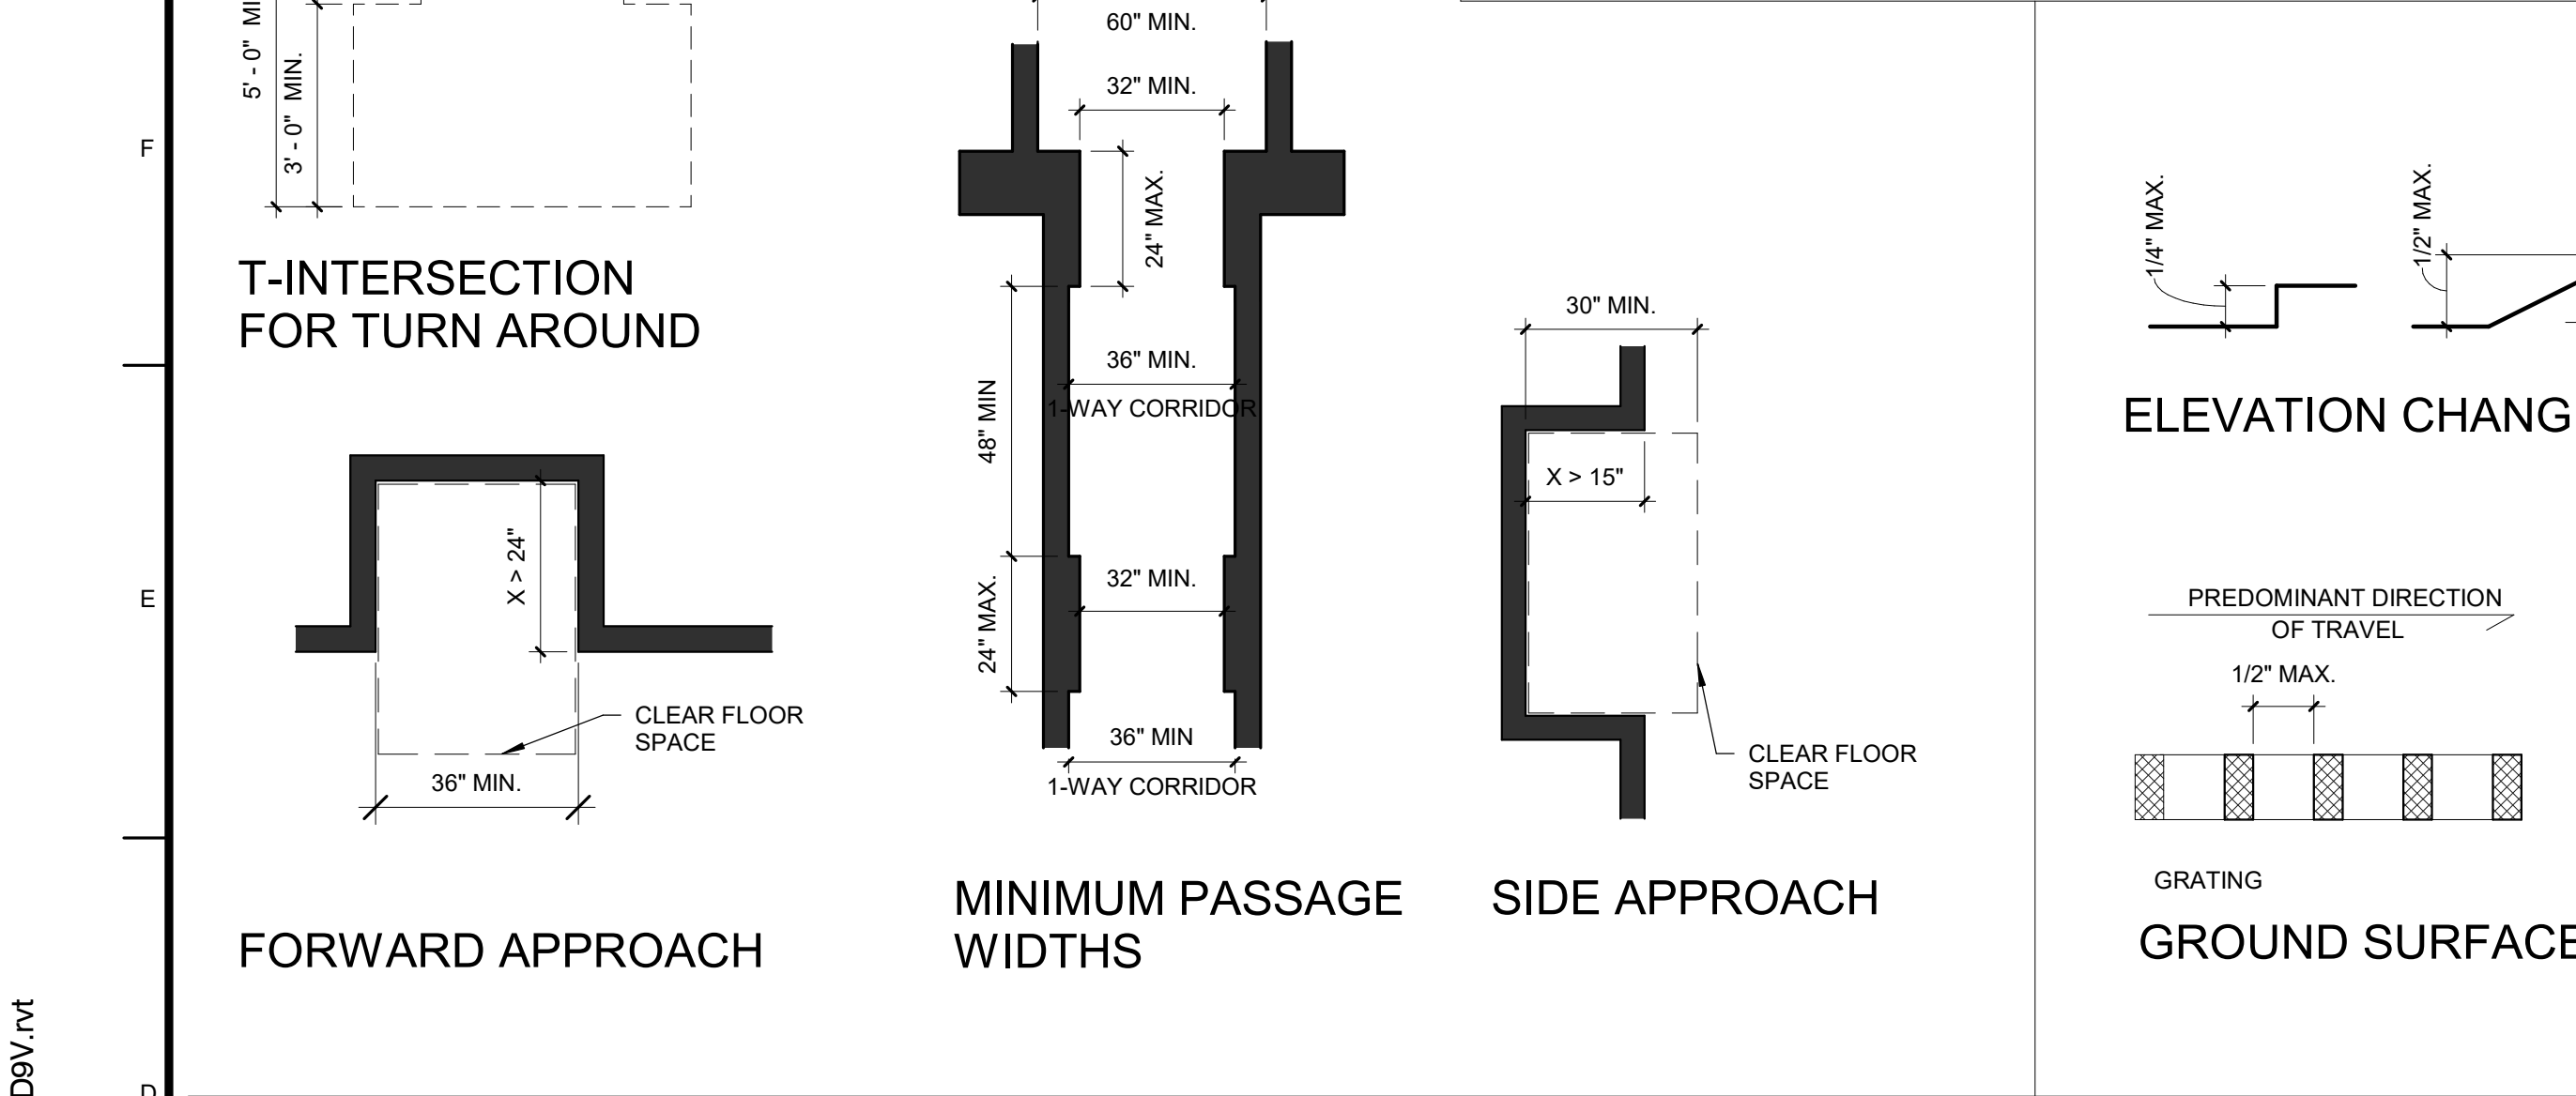 5' - 0"
3' - 0" MIN.
F
T-INTERSECTION
FOR TURN AROUND
60" MIN.
32" MIN.
24" MAX.
36" MIN.
1-WAY CORRIDOR
48" MIN
32" MIN.
24" MAX.
36" MIN
1-WAY CORRIDOR
MINIMUM PASSAGE
WIDTHS
E
X > 24"
CLEAR FLOOR
SPACE
36" MIN.
FORWARD APPROACH
30" MIN.
X > 15"
CLEAR FLOOR
SPACE
SIDE APPROACH
1/4" MAX.
1/2" MAX.
ELEVATION CHANG
PREDOMINANT DIRECTION
OF TRAVEL
1/2" MAX.
GRATING
GROUND SURFACE
D9V.rvt
D